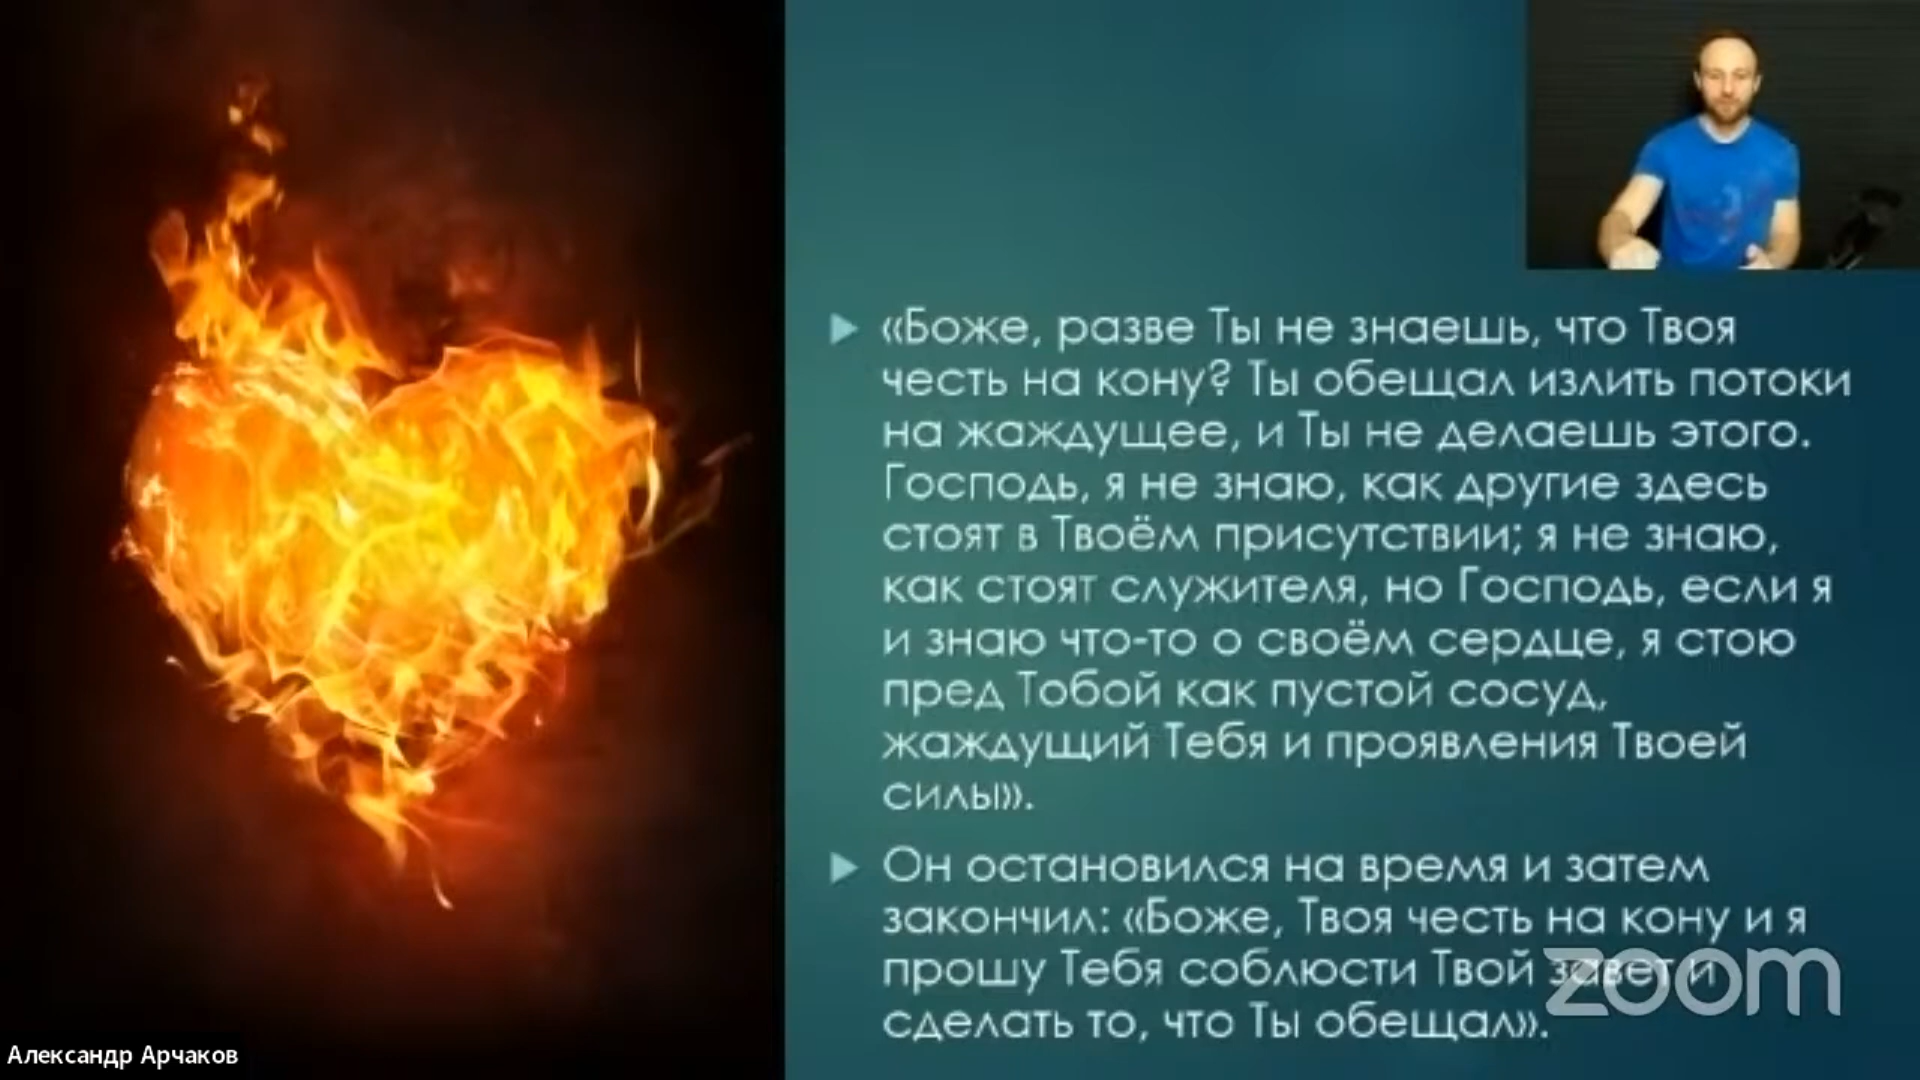 «Боже, разве Ты не знаешь, что Твоя
честь на кону? Ты обещал излить потоки
на жаждущее, и Ты не делаешь этого.
Господь, я не знаю, как другие здесь
стоят в Твоём присутствии; я не знаю,
как стоят служителя, но Господь, если я
и знаю что-то о своём сердце, я стою
пред Тобой как пустой сосуд,
жаждущий Тебя и проявления Твоей
силы».
Он остановился на время и затем
закончил: «Боже, Твоя честь на кону и я
прошу Тебя соблюсти Твой завет и
сделать то, что Ты обещал».
zoom
Александр Арчаков